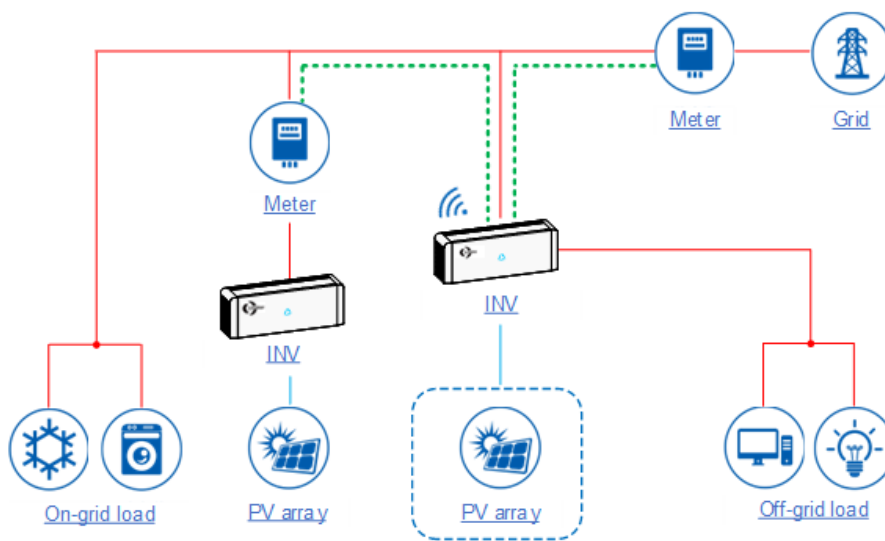 Meter
Grid
Meter
INV
INV
On-grid load
PV array
PV array
Off-grid load